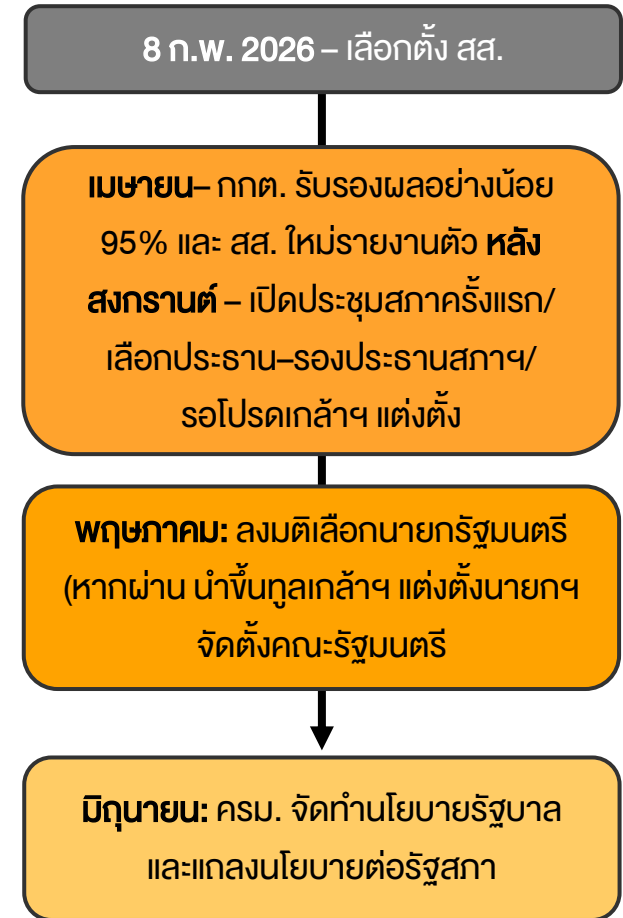 8 ก.พ. 2026 – เลือกตั้ง สส.
เมษายน– กกต. รับรองผลอย่างน้อย
95% และ สส. ใหม่รายงานตัว หลัง
สงกรานต์ – เปิดประชุมสภาครั้งแรก/
เลือกประธาน–รองประธานสภาฯ/
รอโปรดเกล้าฯ แต่งตั้ง
พฤษภาคม: ลงมติเลือกนายกรัฐมนตรี
(หากผ่าน นำขึ้นทูลเกล้าฯ แต่งตั้งนายกฯ
จัดตั้งคณะรัฐมนตรี
มิถุนายน: ครม. จัดทำนโยบายรัฐบาล
และแถลงนโยบายต่อรัฐสภา